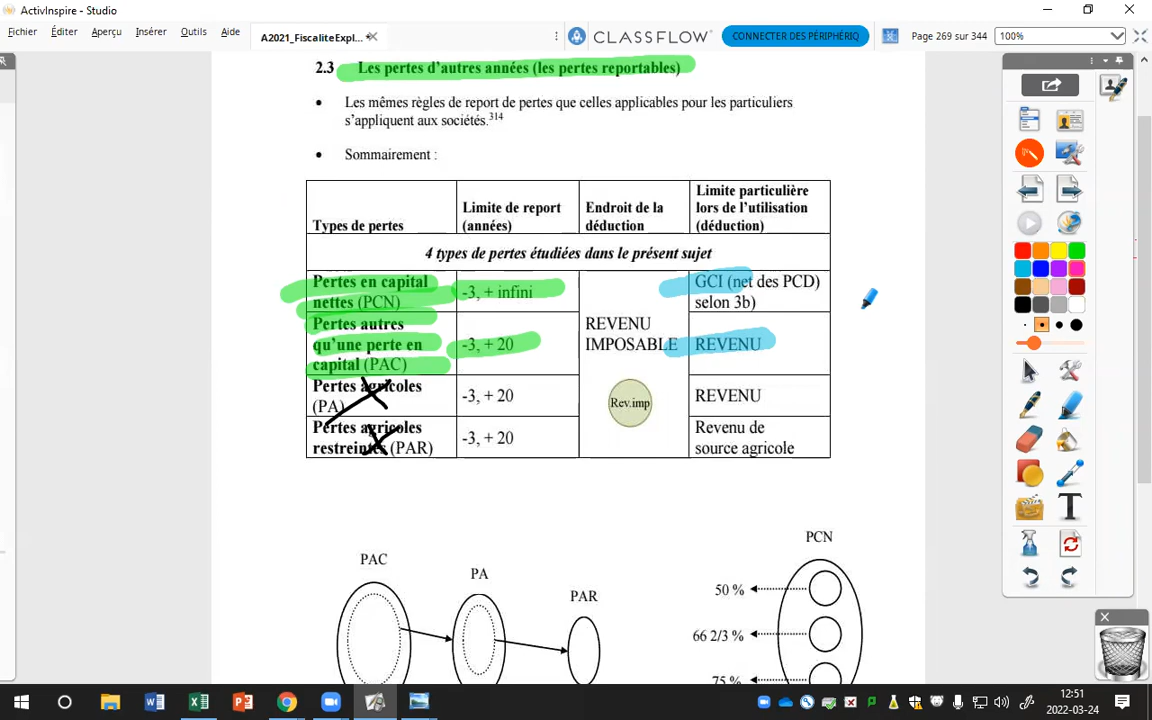 ActivInspire - Studio
Fichier Éditer Aperçu Insérer Outils Aide
A2021_FiscaliteExpl
CLASSFLOW
CONNECTER DES PÉRIPHÉRIQ
Page 269 sur 344
100%
2.3 Les pertes d'autres années (les pertes reportables)
• Les mêmes règles de report de pertes que celles applicables pour les particuliers
s'appliquent aux sociétés.314
• Sommairement :
Types de pertes
Limite de report
(années)
Endroit de la
déduction
Limite particulière
lors de l'utilisation
(déduction)
4 types de pertes étudiées dans le présent sujet
Pertes en capital
nettes (PCN)
-3, + infini
GCI (net des PCD)
selon 3b)
Pertes autres
qu'une perte en
capital (PAC)
-3, + 20
REVENU
IMPOSABLE
REVENU
Pertes agricoles
(PA)
-3, + 20
Rev.imp
REVENU
Pertes agricoles
restreintes (PAR)
-3, + 20
Revenu de
source agricole
PAC
PA
PAR
PCN
50 %
66 2/3 %
75 %
12:51
2022-03-24